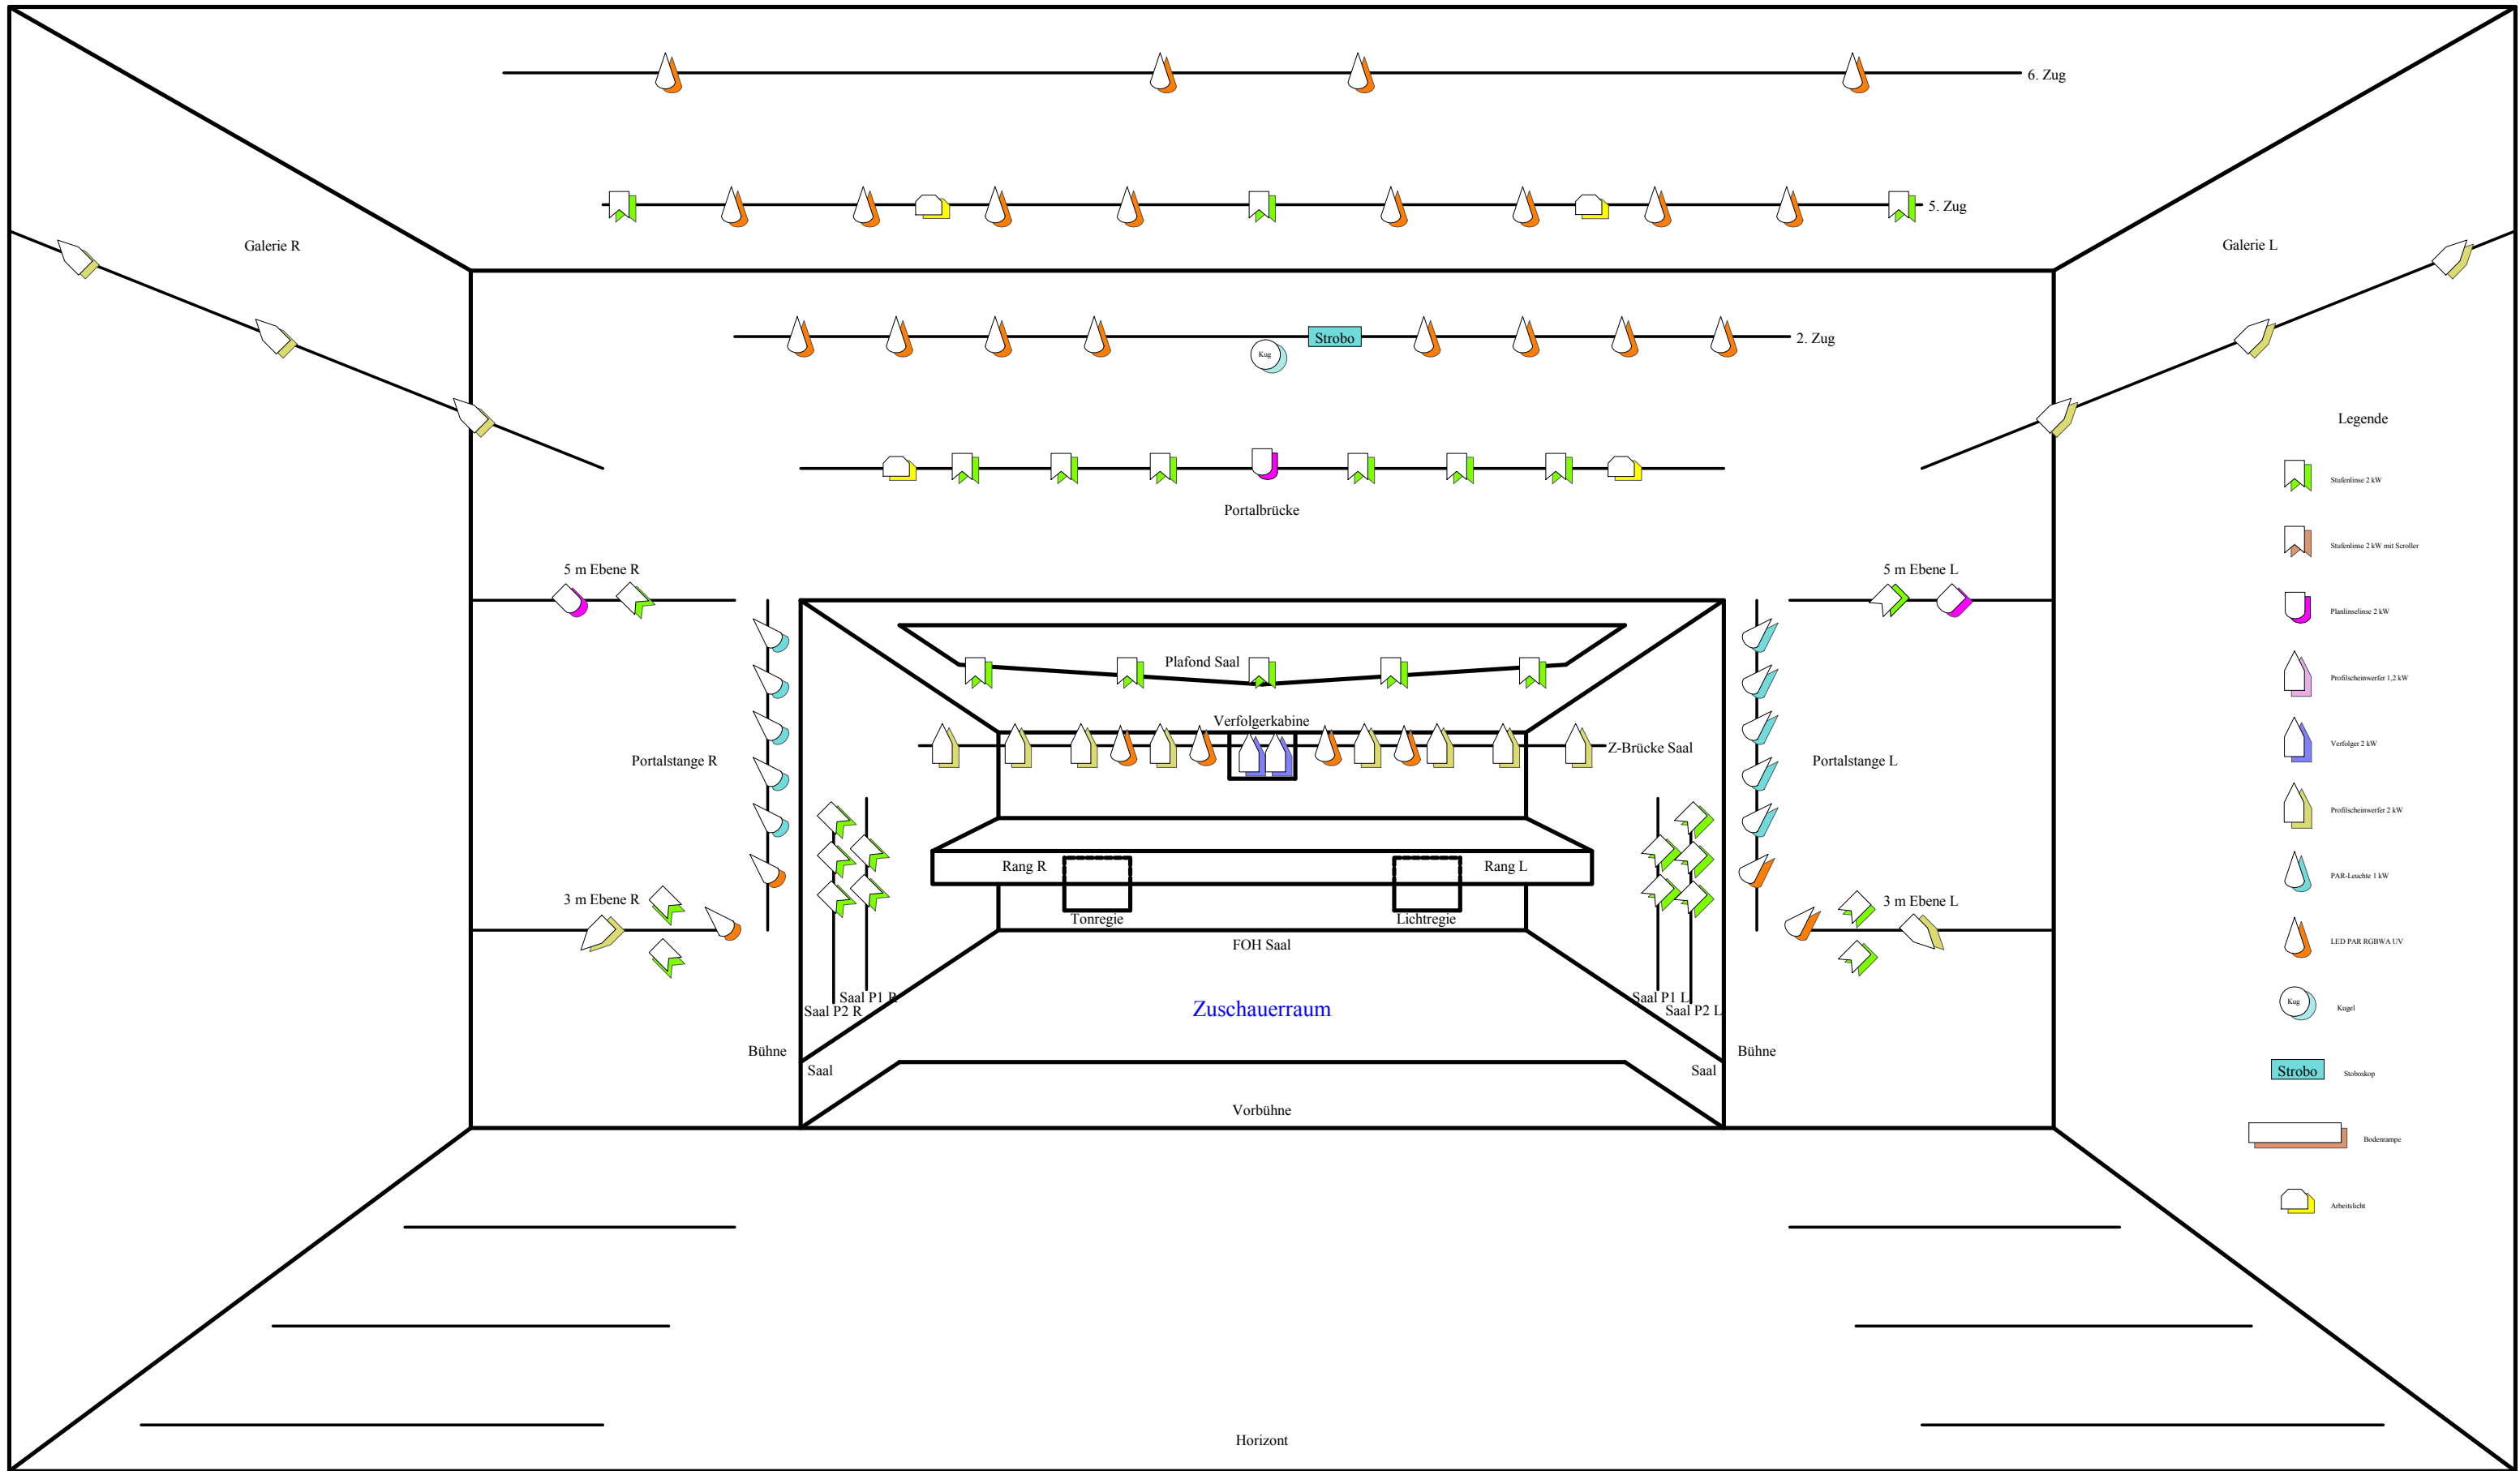 6. Zug
5. Zug
Galerie R
Galerie L
Strobo
2. Zug
Kug
Legende
Stufenlinse 2 kW
Portalbrücke
Stufenlinse 2 kW mit Scroller
5 m Ebene R
5 m Ebene L
Planlinselinse 2 kW
Plafond Saal
Profilscheinwerfer 1,2 kW
Verfolgerkabine
Z-Brücke Saal
Verfolger 2 kW
Portalstange R
Portalstange L
Profilscheinwerfer 2 kW
Rang R
Rang L
PAR-Leuchte 1 kW
3 m Ebene R
3 m Ebene L
Tonregie
Lichtregie
FOH Saal
LED PAR RGBWA UV
Saal P1 R
Saal P1 L
Saal P2 R
Saal P2 L
Zuschauerraum
Kug
Kugel
Bühne
Bühne
Saal
Saal
Strobo
Stoboskop
Vorbühne
Bodenrampe
Arbeitslicht
Horizont